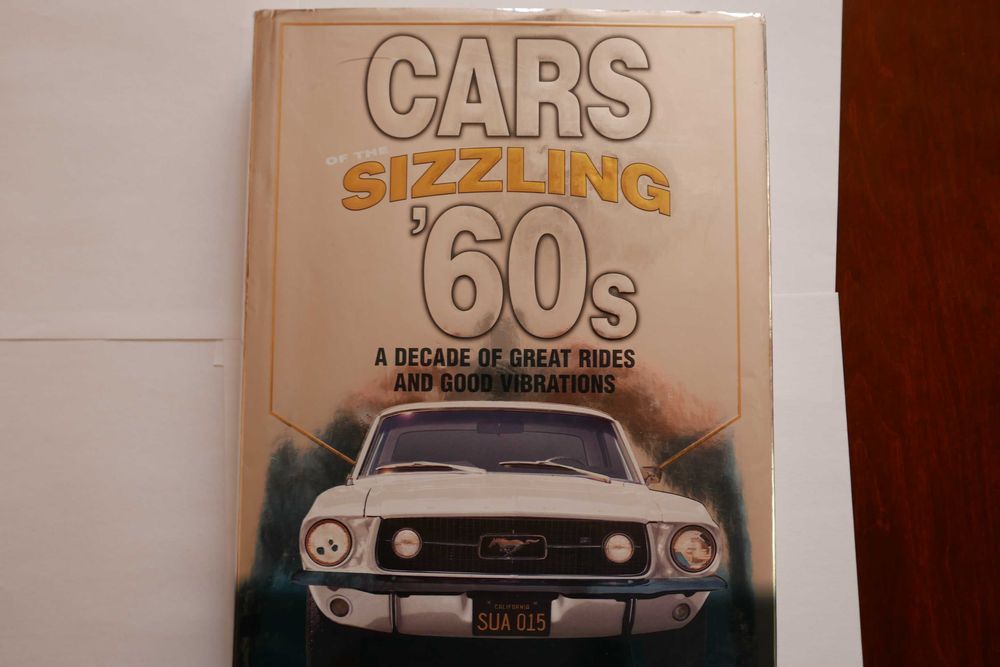 CARS
OF THE
SIZZLING
'60s
A DECADE OF GREAT RIDES
AND GOOD VIBRATIONS
CALIFORNIA
SUA 015